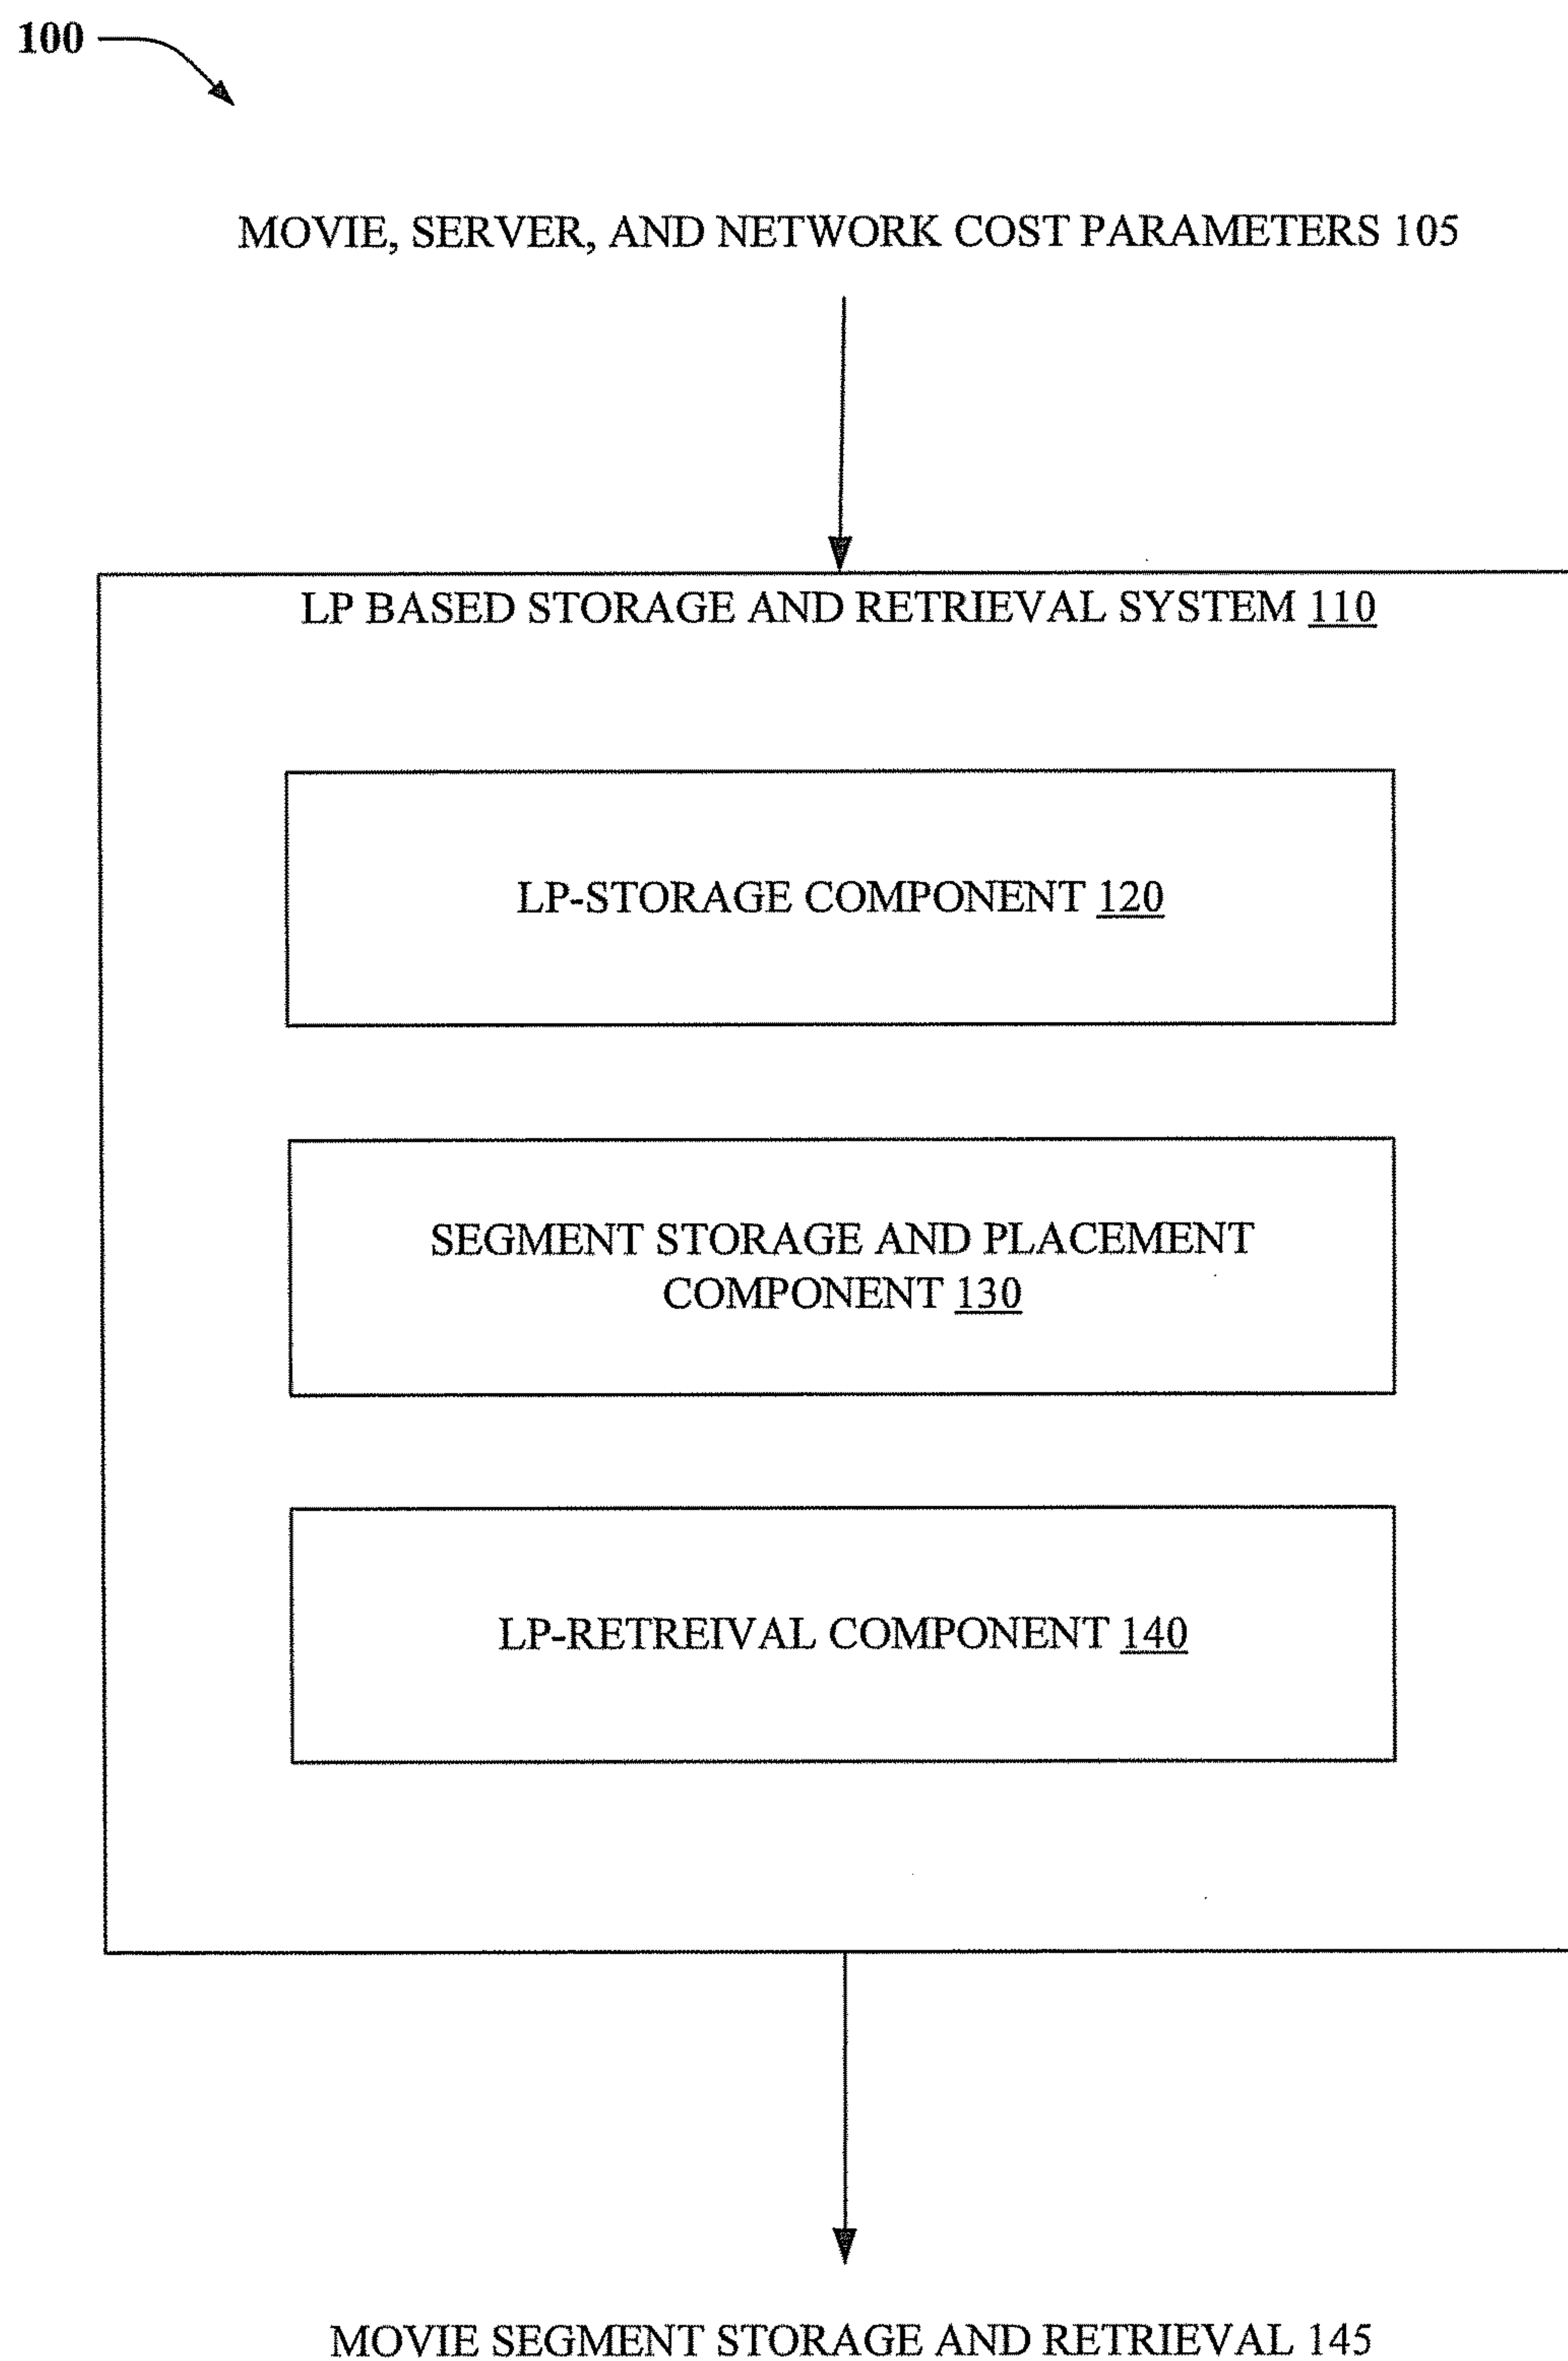 100
MOVIE, SERVER, AND NETWORK COST PARAMETERS 105
LP BASED STORAGE AND RETRIEVAL SYSTEM 110
LP-STORAGE COMPONENT 120
SEGMENT STORAGE AND PLACEMENT
COMPONENT 130
LP-RETREIVAL COMPONENT 140
MOVIE SEGMENT STORAGE AND RETRIEVAL 145